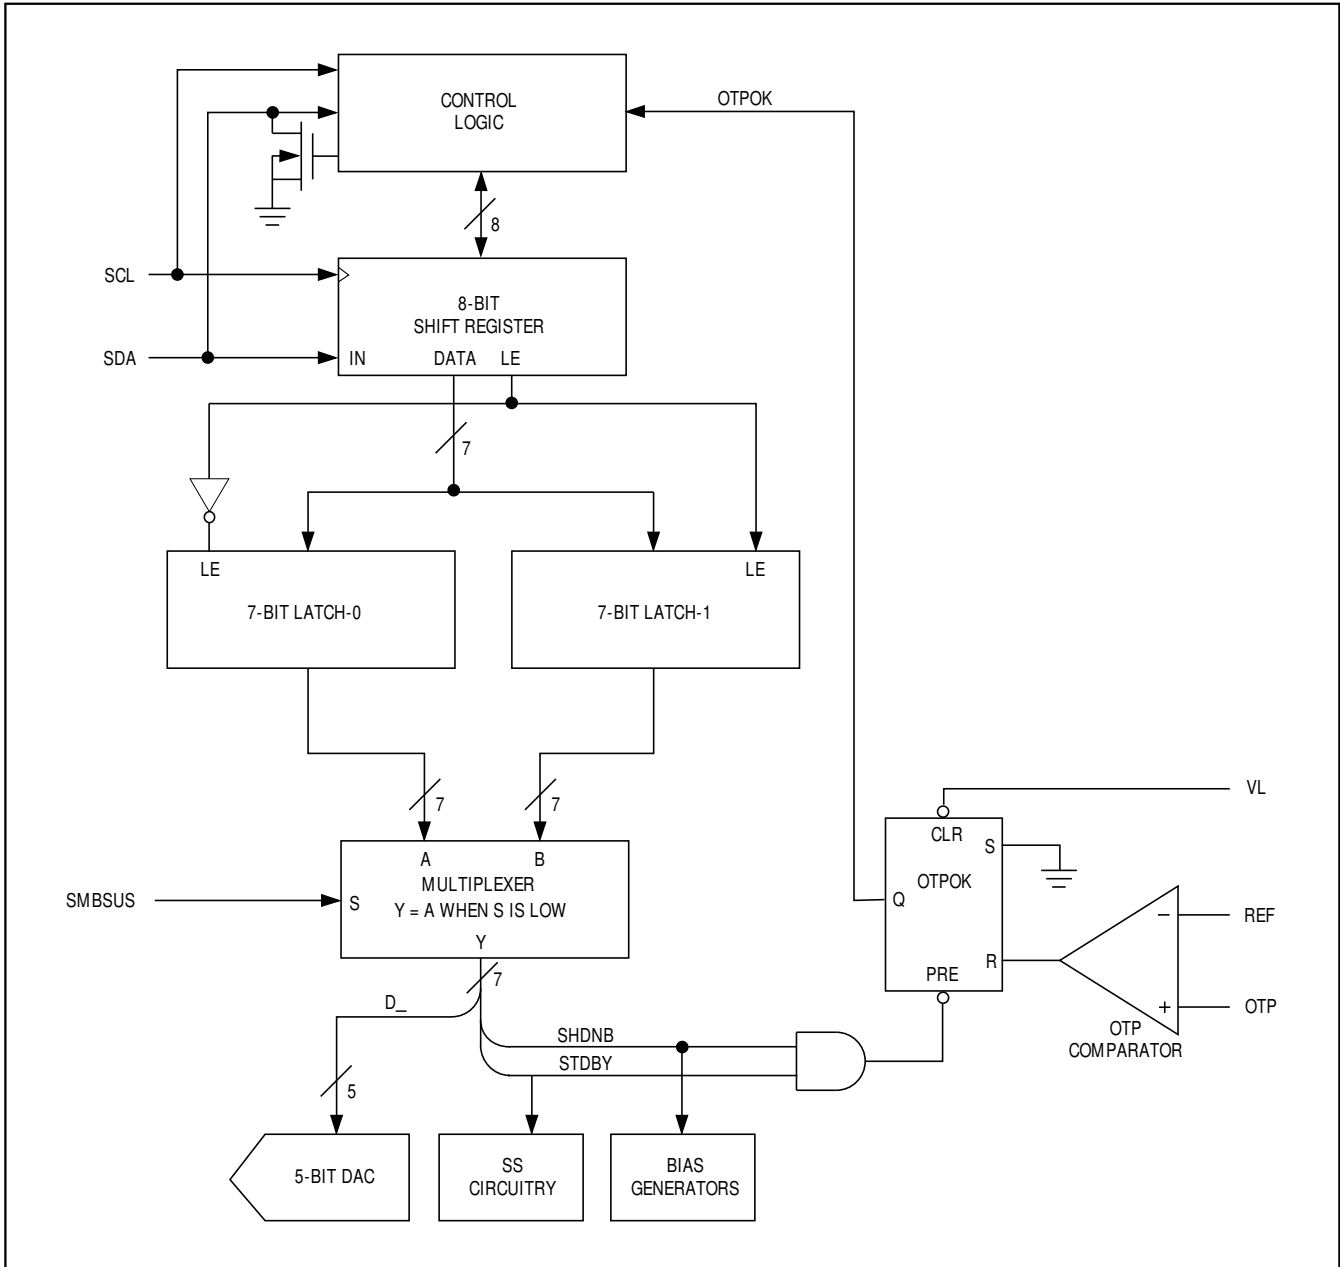 CONTROL
LOGIC
OTPOK
8
SCL
8-BIT
SHIFT REGISTER
SDA
IN
DATA
LE
7
LE
LE
7-BIT LATCH-0
7-BIT LATCH-1
7
7
VL
CLR
S
OTPOK
Q
R
PRE
A
B
MULTIPLEXER
SMBSUS
S
Y = A WHEN S IS LOW
Y
7
−
REF
+
OTP
OTP
COMPARATOR
D_
SHDNB
STDBY
5
5-BIT DAC
SS
CIRCUITRY
BIAS
GENERATORS